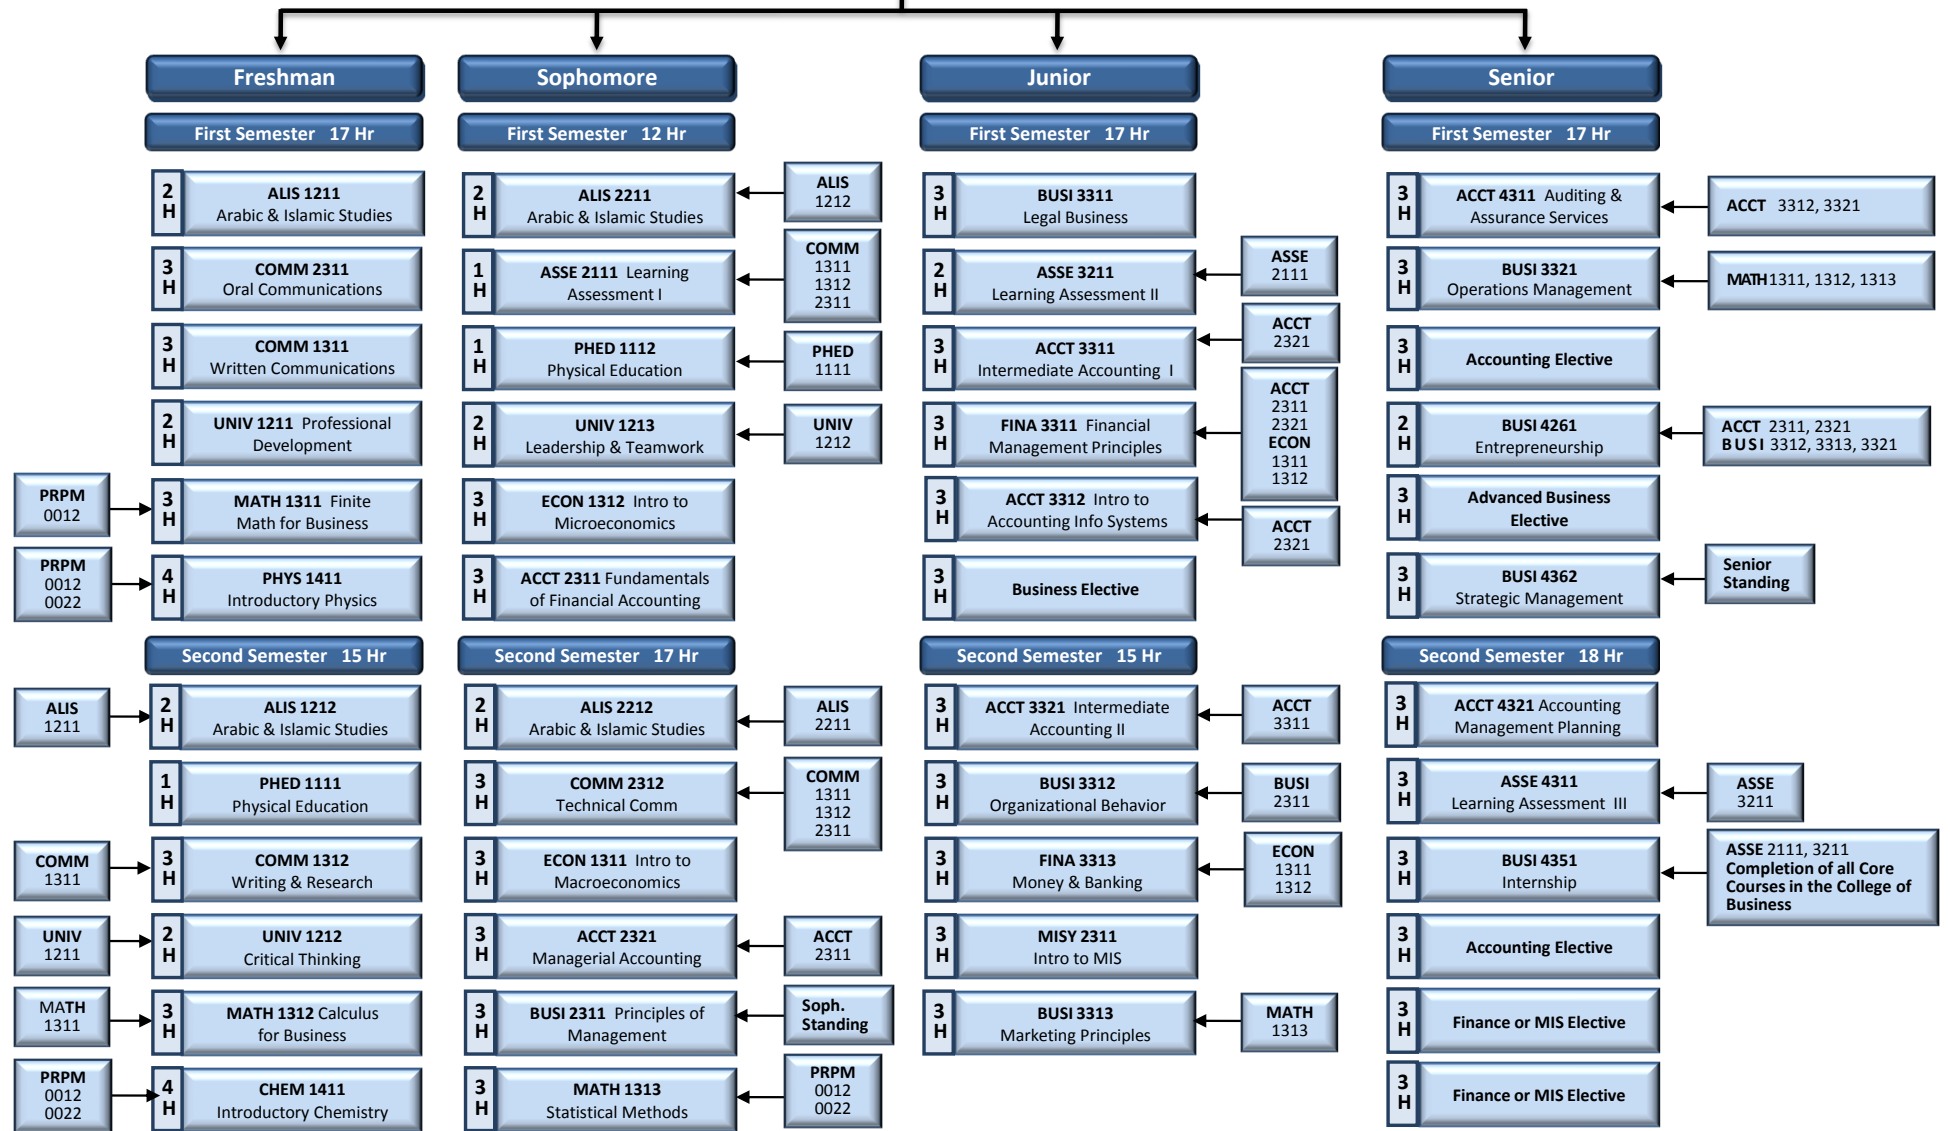 Freshman
First Semester 17 Hr
2
H
ALIS 1211
Arabic & Islamic Studies
3
H
COMM 2311
Oral Communications
3
H
COMM 1311
Written Communications
2
H
UNIV 1211 Professional
Development
PRPM
0012
3
H
MATH 1311 Finite
Math for Business
PRPM
0012
0022
4
H
PHYS 1411
Introductory Physics
Second Semester 15 Hr
ALIS
1211
2
H
ALIS 1212
Arabic & Islamic Studies
1
H
PHED 1111
Physical Education
COMM
1311
3
H
COMM 1312
Writing & Research
UNIV
1211
2
H
UNIV 1212
Critical Thinking
MATH
1311
3
H
MATH 1312 Calculus
for Business
PRPM
0012
0022
4
H
CHEM 1411
Introductory Chemistry
Sophomore
First Semester 12 Hr
2
H
ALIS 2211
Arabic & Islamic Studies
ALIS
1212
1
H
ASSE 2111 Learning
Assessment I
COMM
1311
1312
2311
1
H
PHED 1112
Physical Education
PHED
1111
2
H
UNIV 1213
Leadership & Teamwork
UNIV
1212
3
H
ECON 1312 Intro to
Microeconomics
3
H
ACCT 2311 Fundamentals
of Financial Accounting
Second Semester 17 Hr
2
H
ALIS 2212
Arabic & Islamic Studies
ALIS
2211
3
H
COMM 2312
Technical Comm
COMM
1311
1312
2311
3
H
ECON 1311 Intro to
Macroeconomics
3
H
ACCT 2321
Managerial Accounting
ACCT
2311
3
H
BUSI 2311 Principles of
Management
Soph.
Standing
3
H
MATH 1313
Statistical Methods
PRPM
0012
0022
Junior
First Semester 17 Hr
3
H
BUSI 3311
Legal Business
2
H
ASSE 3211
Learning Assessment II
ASSE
2111
3
H
ACCT 3311
Intermediate Accounting I
ACCT
2321
3
H
FINA 3311 Financial
Management Principles
ACCT
2311
2321
ECON
1311
1312
3
H
ACCT 3312 Intro to
Accounting Info Systems
ACCT
2321
3
H
Business Elective
Second Semester 15 Hr
3
H
ACCT 3321 Intermediate
Accounting II
ACCT
3311
3
H
BUSI 3312
Organizational Behavior
BUSI
2311
3
H
FINA 3313
Money & Banking
ECON
1311
1312
3
H
MISY 2311
Intro to MIS
3
H
BUSI 3313
Marketing Principles
MATH
1313
Senior
First Semester 17 Hr
3
H
ACCT 4311 Auditing &
Assurance Services
ACCT 3312, 3321
3
H
BUSI 3321
Operations Management
MATH 1311, 1312, 1313
3
H
Accounting Elective
2
H
BUSI 4261
Entrepreneurship
ACCT 2311, 2321
BUSI 3312, 3313, 3321
3
H
Advanced Business
Elective
3
H
BUSI 4362
Strategic Management
Senior
Standing
Second Semester 18 Hr
3
H
ACCT 4321 Accounting
Management Planning
3
H
ASSE 4311
Learning Assessment III
ASSE
3211
3
H
BUSI 4351
Internship
ASSE 2111, 3211
Completion of all Core
Courses in the College of
Business
3
H
Accounting Elective
3
H
Finance or MIS Elective
3
H
Finance or MIS Elective